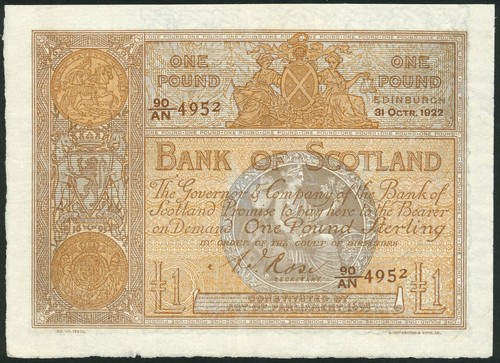 ONE POUND
ONE POUND
90/AN 4952
EDINBURGH
31 OCTR. 1922
BANK OF SCOTLAND
The Governor & Company of the Bank of
Scotland Promise to pay here to the Bearer
on Demand One Pound Sterling
BY ORDER OF THE COURT OF DIRECTORS
J. Rose
SECRETARY
90/AN 4952
£1
£1
CONSTITUTED BY
ACT OF PARLIAMENT 1695